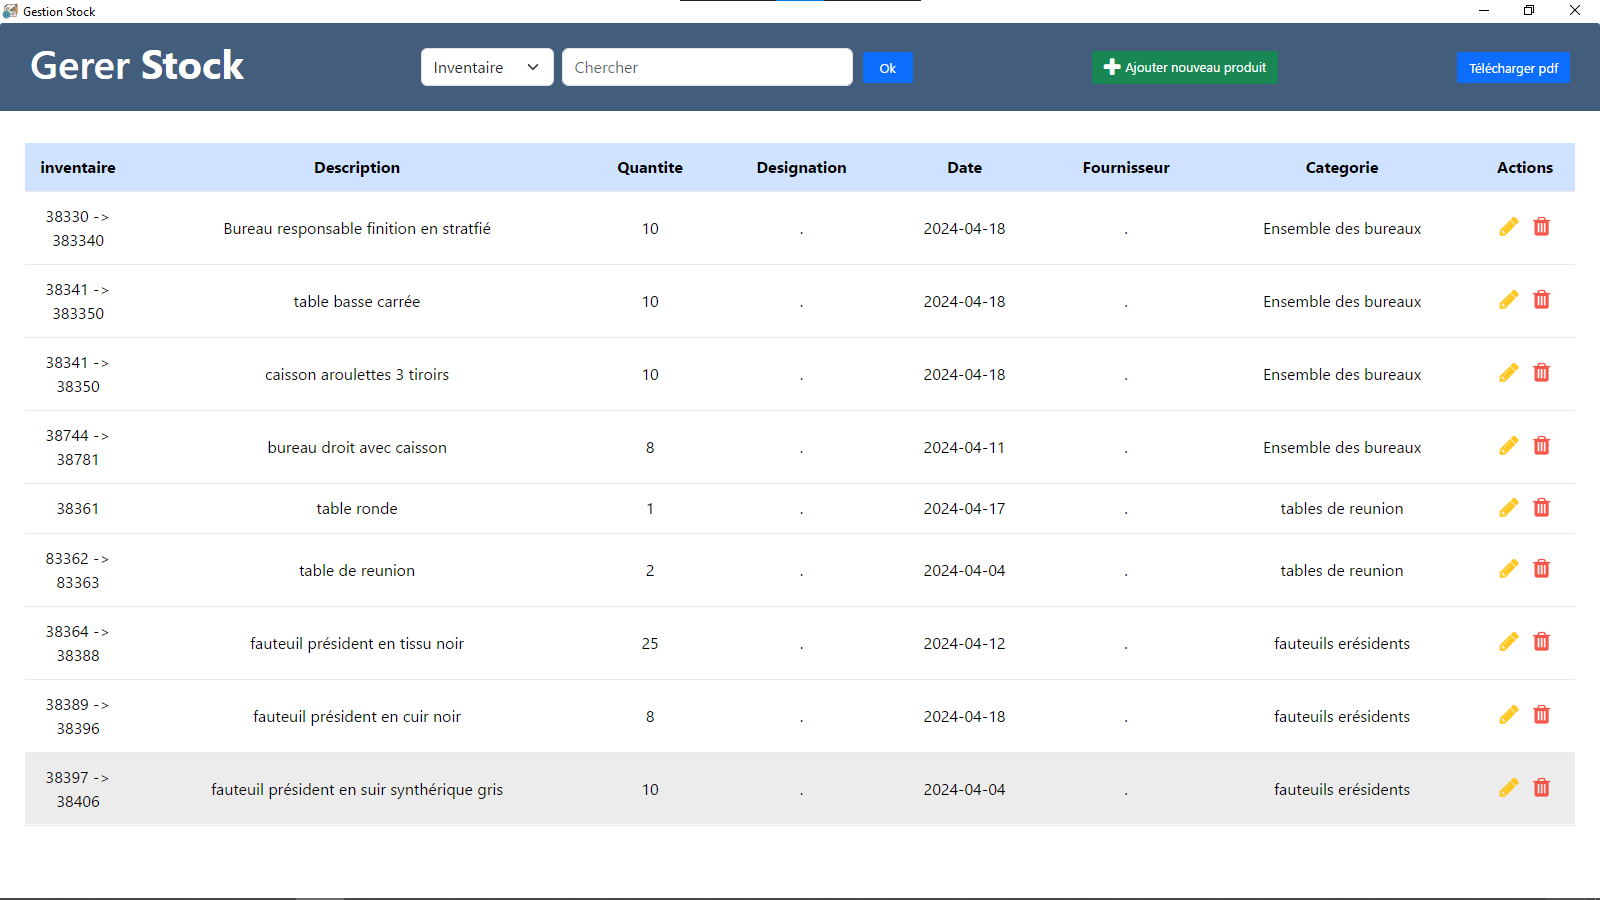 Gestion Stock
Gerer Stock
Inventaire
Chercher
Ok
Ajouter nouveau produit
Télécharger pdf
inventaire Description Quantite Designation Date Fournisseur Categorie Actions
38330 ->
383340 Bureau responsable finition en stratfié 10 . 2024-04-18 . Ensemble des bureaux
38341 ->
383350 table basse carrée 10 . 2024-04-18 . Ensemble des bureaux
38341 ->
38350 caisson aroulettes 3 tiroirs 10 . 2024-04-18 . Ensemble des bureaux
38744 ->
38781 bureau droit avec caisson 8 . 2024-04-11 . Ensemble des bureaux
38361 table ronde 1 . 2024-04-17 . tables de reunion
83362 ->
83363 table de reunion 2 . 2024-04-04 . tables de reunion
38364 ->
38388 fauteuil président en tissu noir 25 . 2024-04-12 . fauteuils erésidents
38389 ->
38396 fauteuil président en cuir noir 8 . 2024-04-18 . fauteuils erésidents
38397 ->
38406 fauteuil président en suir synthérique gris 10 . 2024-04-04 . fauteuils erésidents